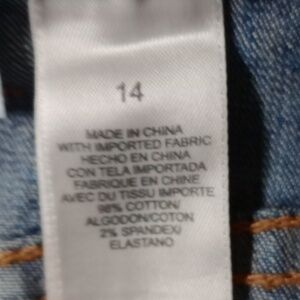 14
MADE IN CHINA
WITH IMPORTED FABRIC
HECHO EN CHINA
CON TELA IMPORTADA
FABRIQUE EN CHINE
AVEC DU TISSU IMPORTE
98% COTTON/
ALGODON/COTON
2% SPANDEX/
ELASTANO